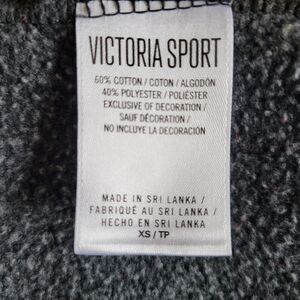 VICTORIA SPORT
60% COTTON / COTON / ALGODÓN
40% POLYESTER / POLIÉSTER
EXCLUSIVE OF DECORATION /
SAUF DÉCORATION /
NO INCLUYE LA DECORACIÓN
MADE IN SRI LANKA /
FABRIQUÉ AU SRI LANKA /
HECHO EN SRI LANKA
XS / TP